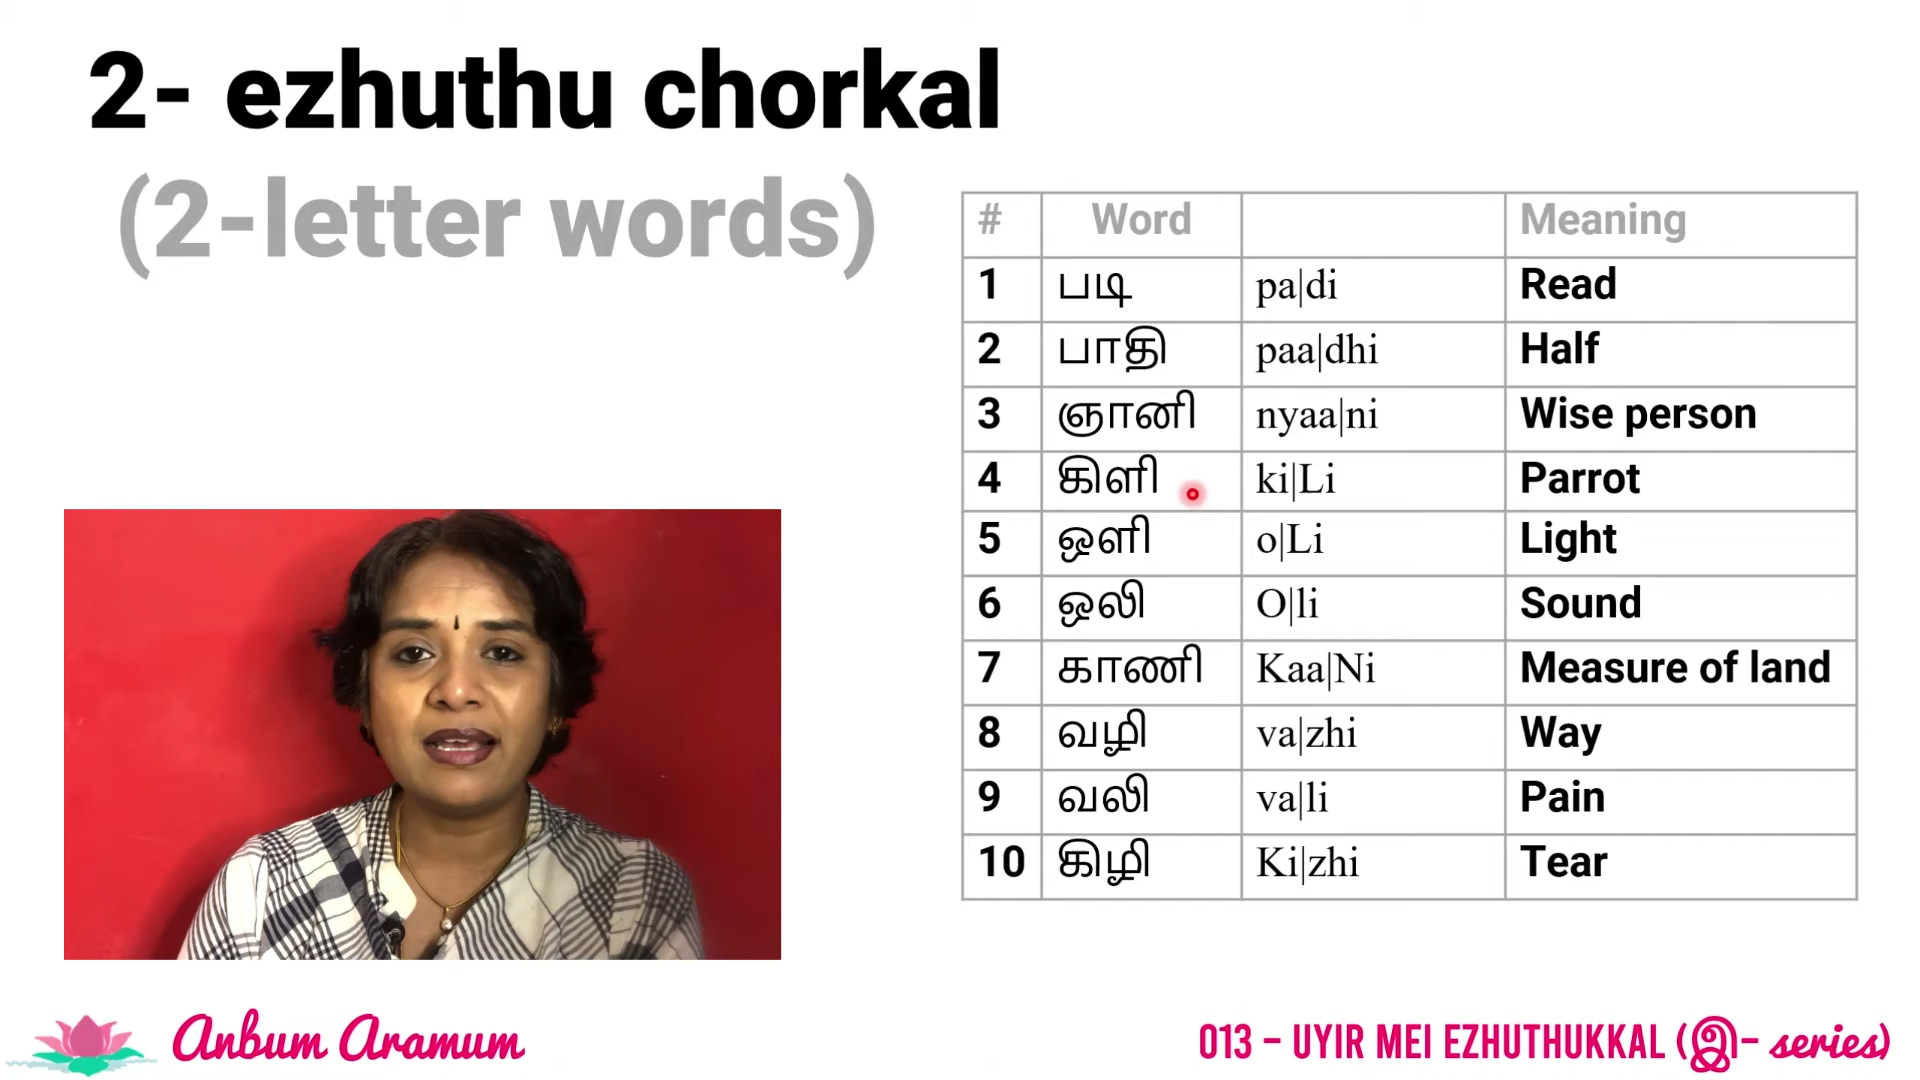 2- ezhuthu chorkal
(2-letter words)
# Word Meaning
1 படி pa|di Read
2 பாதி paa|dhi Half
3 ஞானி nyaa|ni Wise person
4 கிளி ki|Li Parrot
5 ஒளி o|Li Light
6 ஒலி O|li Sound
7 காணி Kaa|Ni Measure of land
8 வழி va|zhi Way
9 வலி va|li Pain
10 கிழி Ki|zhi Tear
Anbum Aramum
013 - UYIR MEI EZHUTHUKKAL (இ- series)